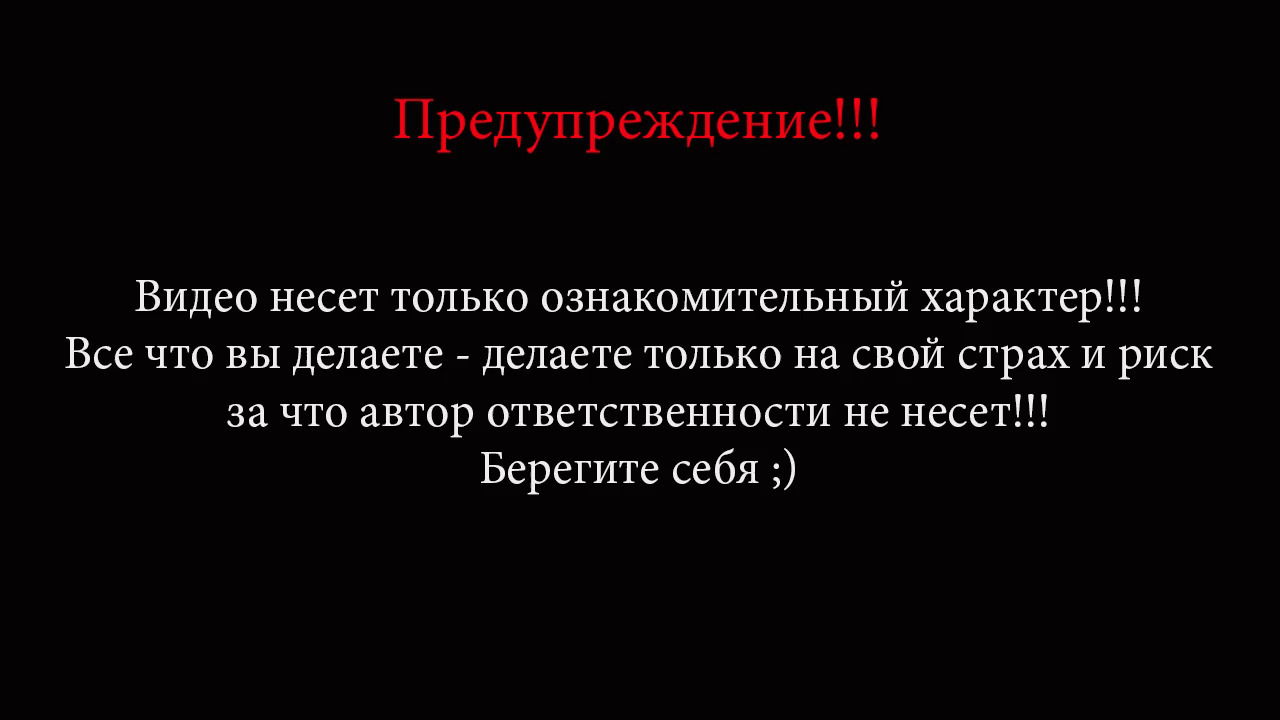 Предупреждение!!!
Видео несет только ознакомительный характер!!!
Все что вы делаете - делаете только на свой страх и риск
за что автор ответственности не несет!!!
Берегите себя ;)